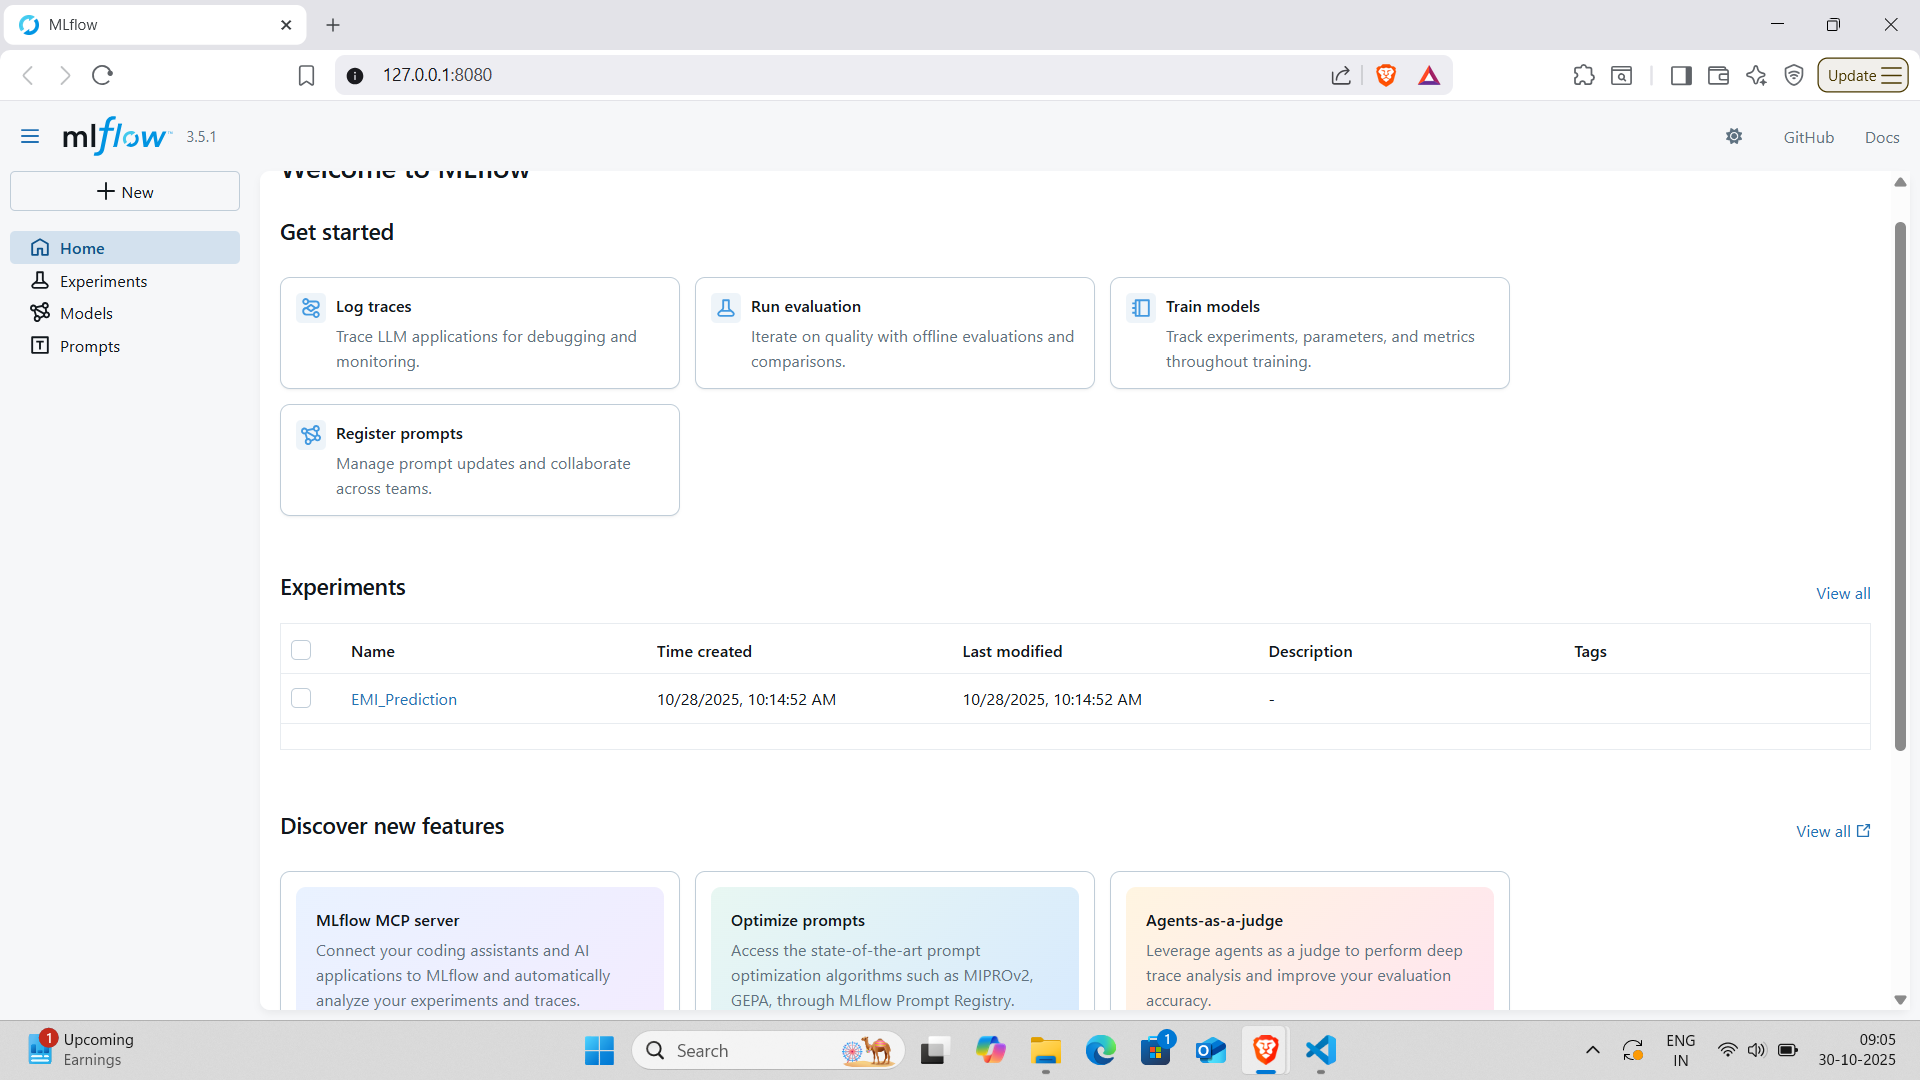 MLflow
127.0.0.1:8080
Update
mlflow™ 3.5.1
GitHub
Docs
New
Home
Experiments
Models
Prompts
Welcome to MLflow
Get started
Log traces
Trace LLM applications for debugging and
monitoring.
Run evaluation
Iterate on quality with offline evaluations and
comparisons.
Train models
Track experiments, parameters, and metrics
throughout training.
Register prompts
Manage prompt updates and collaborate
across teams.
Experiments
View all
Name Time created Last modified Description Tags
EMI_Prediction 10/28/2025, 10:14:52 AM 10/28/2025, 10:14:52 AM -
Discover new features
View all
MLflow MCP server
Connect your coding assistants and AI
applications to MLflow and automatically
analyze your experiments and traces.
Optimize prompts
Access the state-of-the-art prompt
optimization algorithms such as MIPROv2,
GEPA, through MLflow Prompt Registry.
Agents-as-a-judge
Leverage agents as a judge to perform deep
trace analysis and improve your evaluation
accuracy.
1
Upcoming
Earnings
Search
1
ENG
IN
09:05
30-10-2025